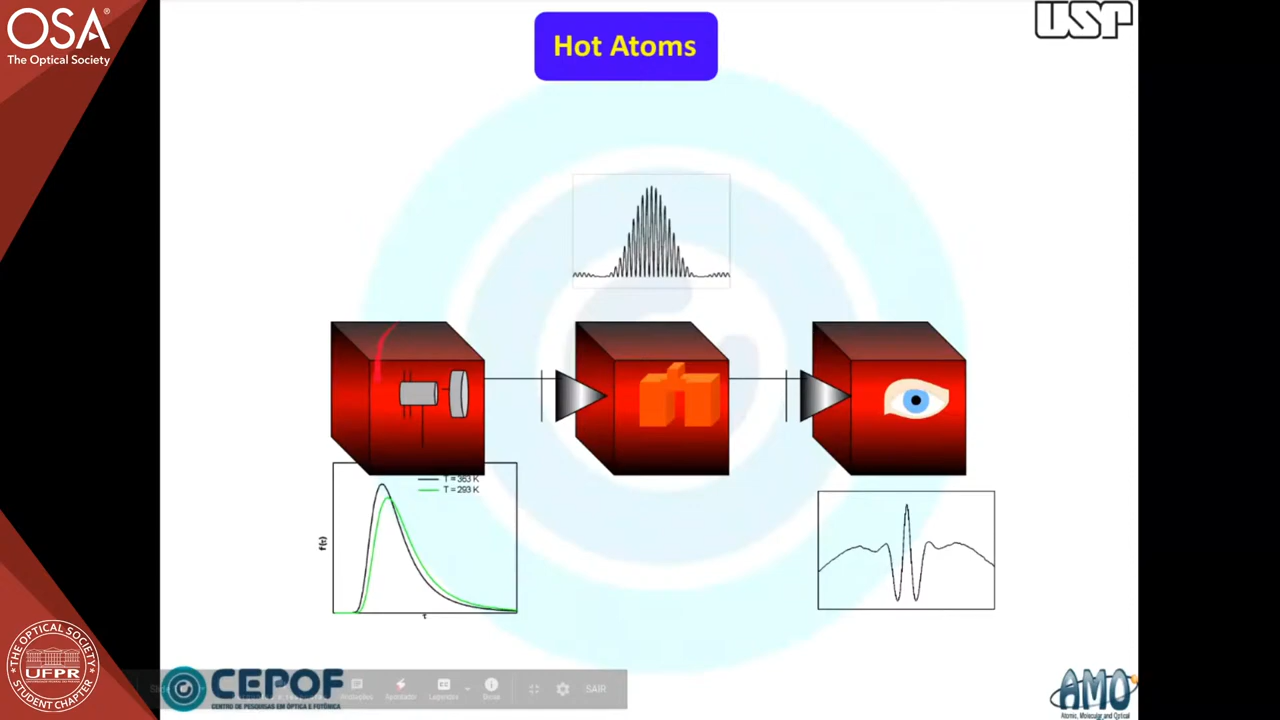 OSA®
The Optical Society
Hot Atoms
USP
T = 363 K
T = 293 K
f(τ)
τ
CEPOF
CENTRO DE PESQUISAS EM ÓPTICA E FOTÔNICA
Legendas
SAIR
THE OPTICAL SOCIETY
UFPR
STUDENT CHAPTER
AMO
Atomic, Molecular and Optical